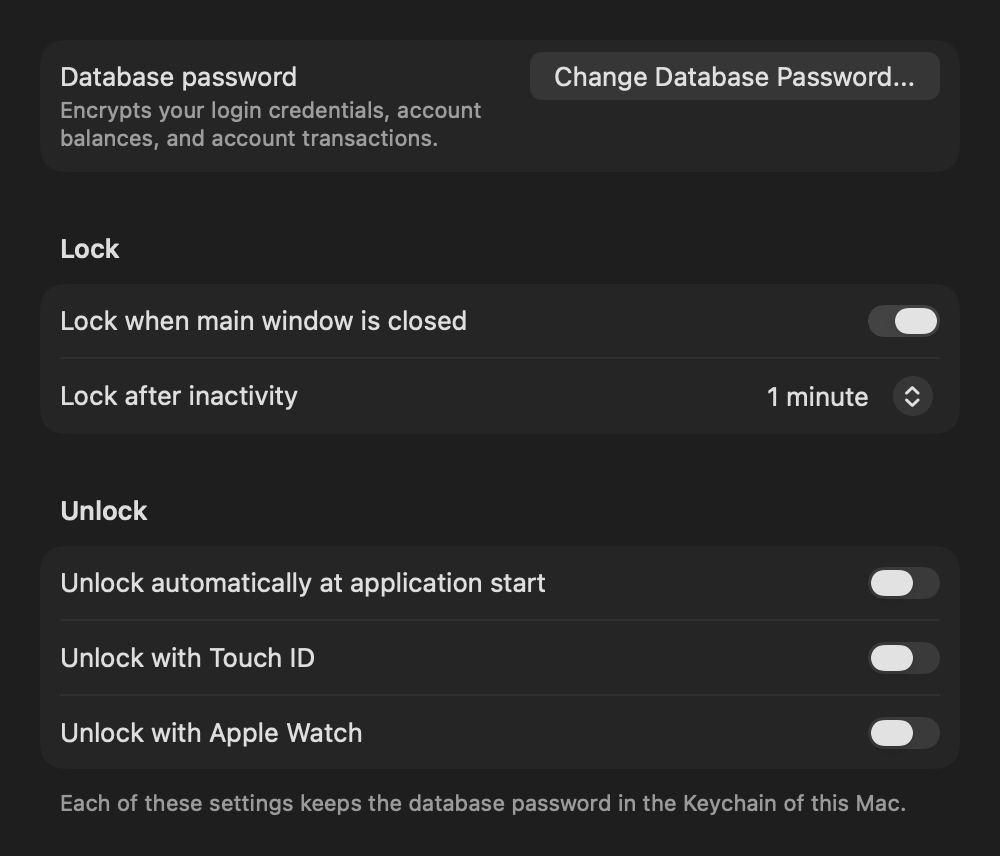 Database password
Change Database Password...
Encrypts your login credentials, account
balances, and account transactions.
Lock
Lock when main window is closed
Lock after inactivity
1 minute
Unlock
Unlock automatically at application start
Unlock with Touch ID
Unlock with Apple Watch
Each of these settings keeps the database password in the Keychain of this Mac.